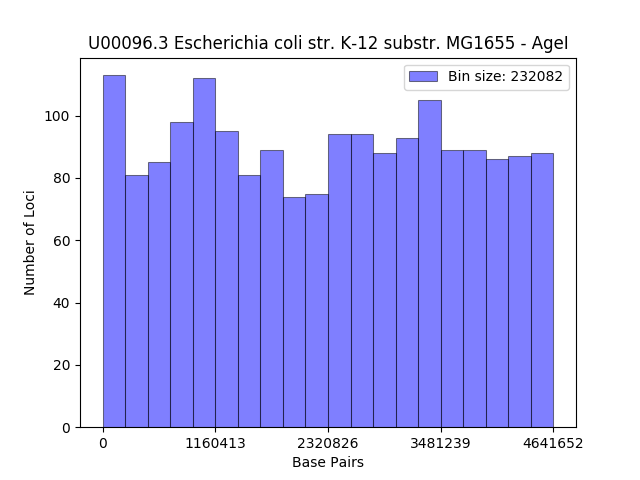 U00096.3 Escherichia coli str. K-12 substr. MG1655 - AgeI
Bin size: 232082
Number of Loci
100
80
60
40
20
0
0 1160413 2320826 3481239 4641652
Base Pairs